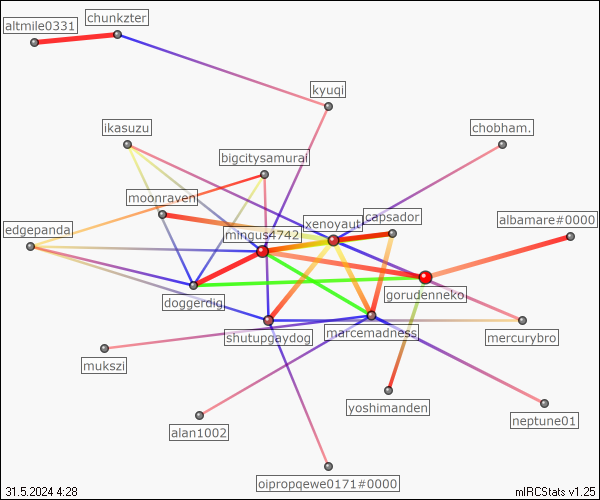 altmile0331
chunkzter
kyuqi
ikasuzu
chobham.
bigcitysamurai
moonraven
capsador
albamare#0000
xenoyaut
edgepanda
mingus4742
gorudenneko
doggerdig
shutupgaydog
marcemadness
mercurybro
mukszi
yoshimanden
neptune01
alan1002
oipropqewe0171#0000
31.5.2024 4:28
mIRCStats v1.25